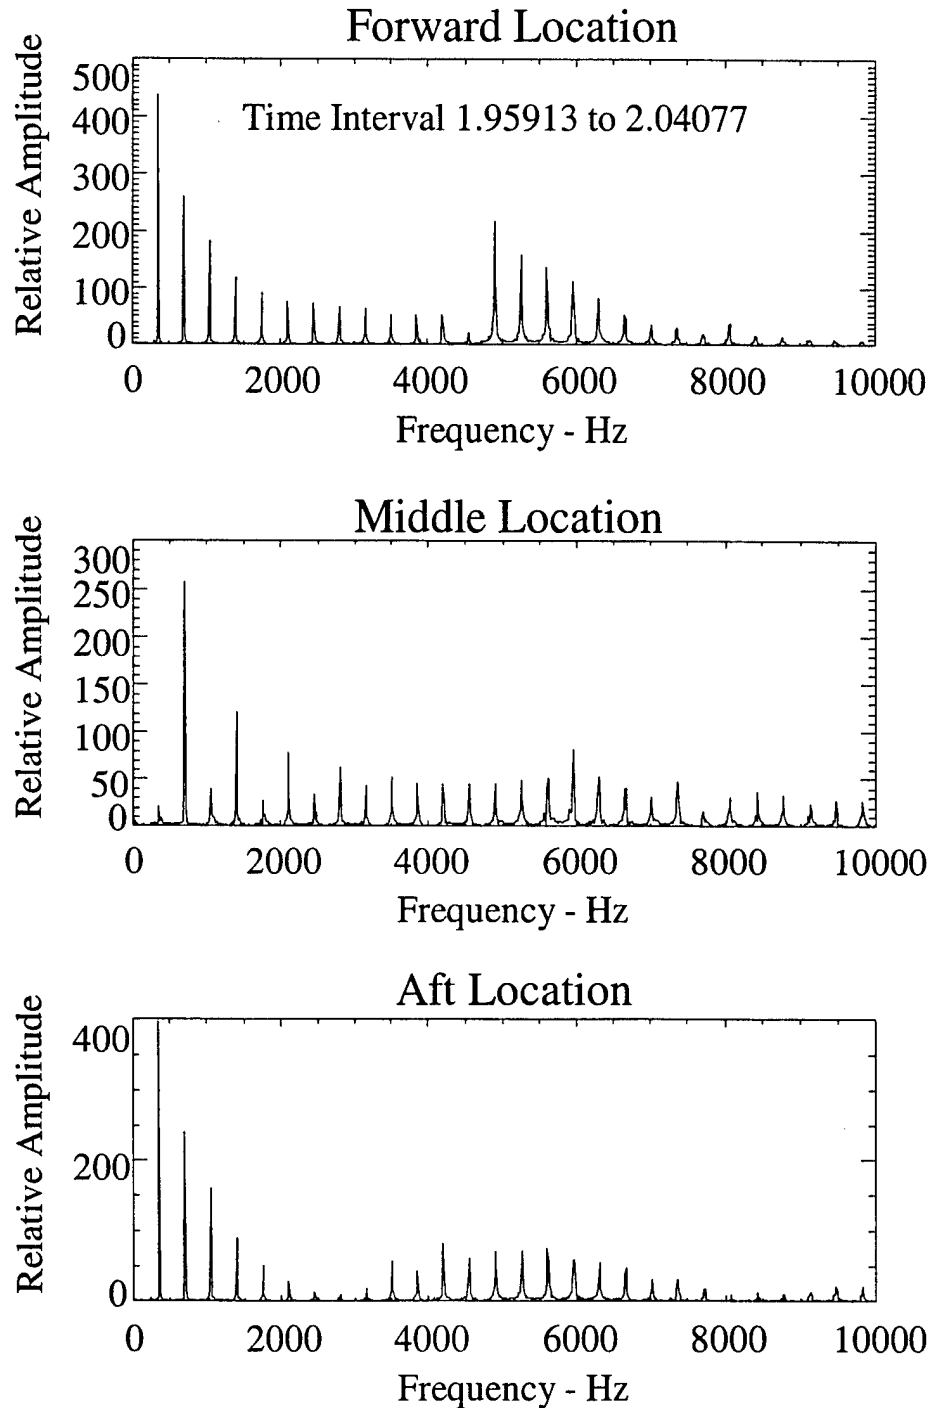 Forward Location
Relative Amplitude
500
400
300
200
100
0
Time Interval 1.95913 to 2.04077
0 2000 4000 6000 8000 10000
Frequency - Hz
Middle Location
Relative Amplitude
300
250
200
150
100
50
0
0 2000 4000 6000 8000 10000
Frequency - Hz
Aft Location
Relative Amplitude
400
200
0
0 2000 4000 6000 8000 10000
Frequency - Hz